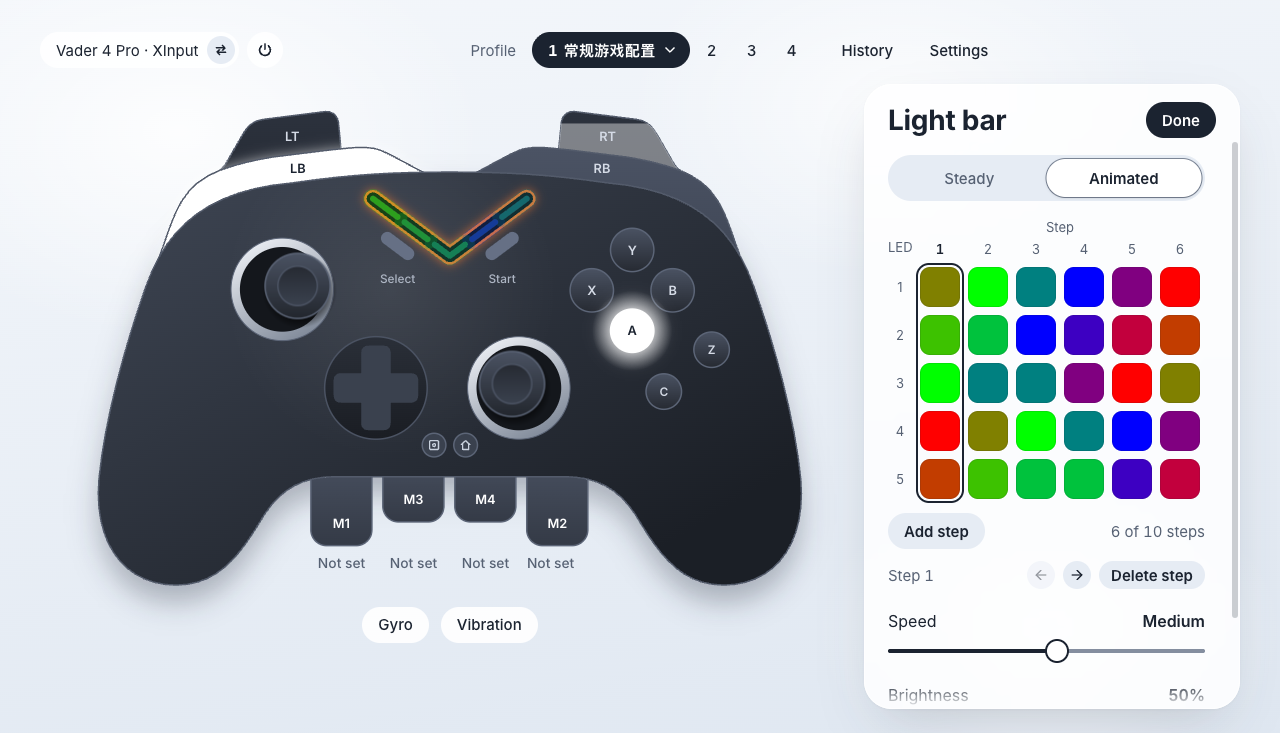 Vader 4 Pro · XInput
Profile
1 常规游戏配置
2
3
4
History
Settings
LT
RT
LB
RB
Select
Start
Y
X
B
A
Z
C
M1
M3
M4
M2
Not set
Not set
Not set
Not set
Gyro
Vibration
Light bar
Done
Steady
Animated
Step
LED 1 2 3 4 5 6
1
2
3
4
5
Add step
6 of 10 steps
Step 1
Delete step
Speed
Medium
Brightness
50%